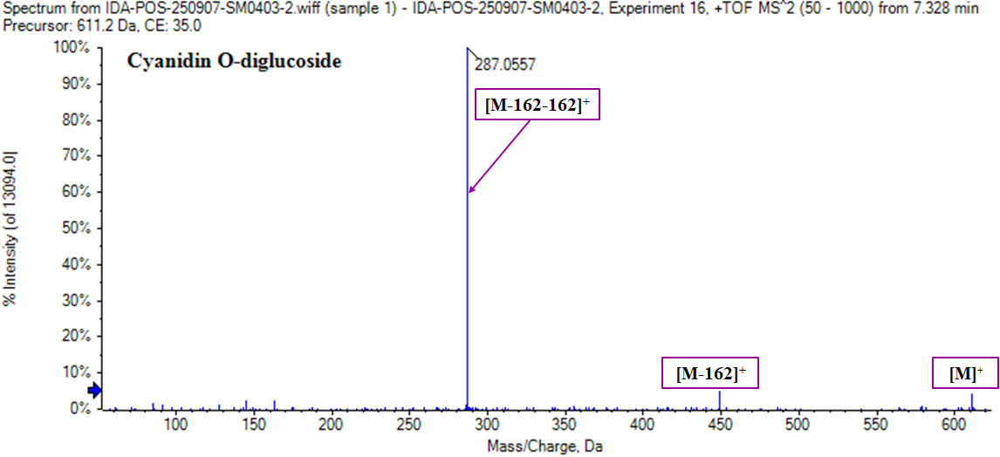 Spectrum from IDA-POS-250907-SM0403-2.wiff (sample 1) - IDA-POS-250907-SM0403-2, Experiment 16, +TOF MS^2 (50 - 1000) from 7.328 min
Precursor: 611.2 Da, CE: 35.0
Cyanidin O-diglucoside
287.0557
[M-162-162]⁺
[M-162]⁺
[M]⁺
% Intensity (of 13094.0)
100%
90%
80%
70%
60%
50%
40%
30%
20%
10%
0%
100 150 200 250 300 350 400 450 500 550 600
Mass/Charge, Da